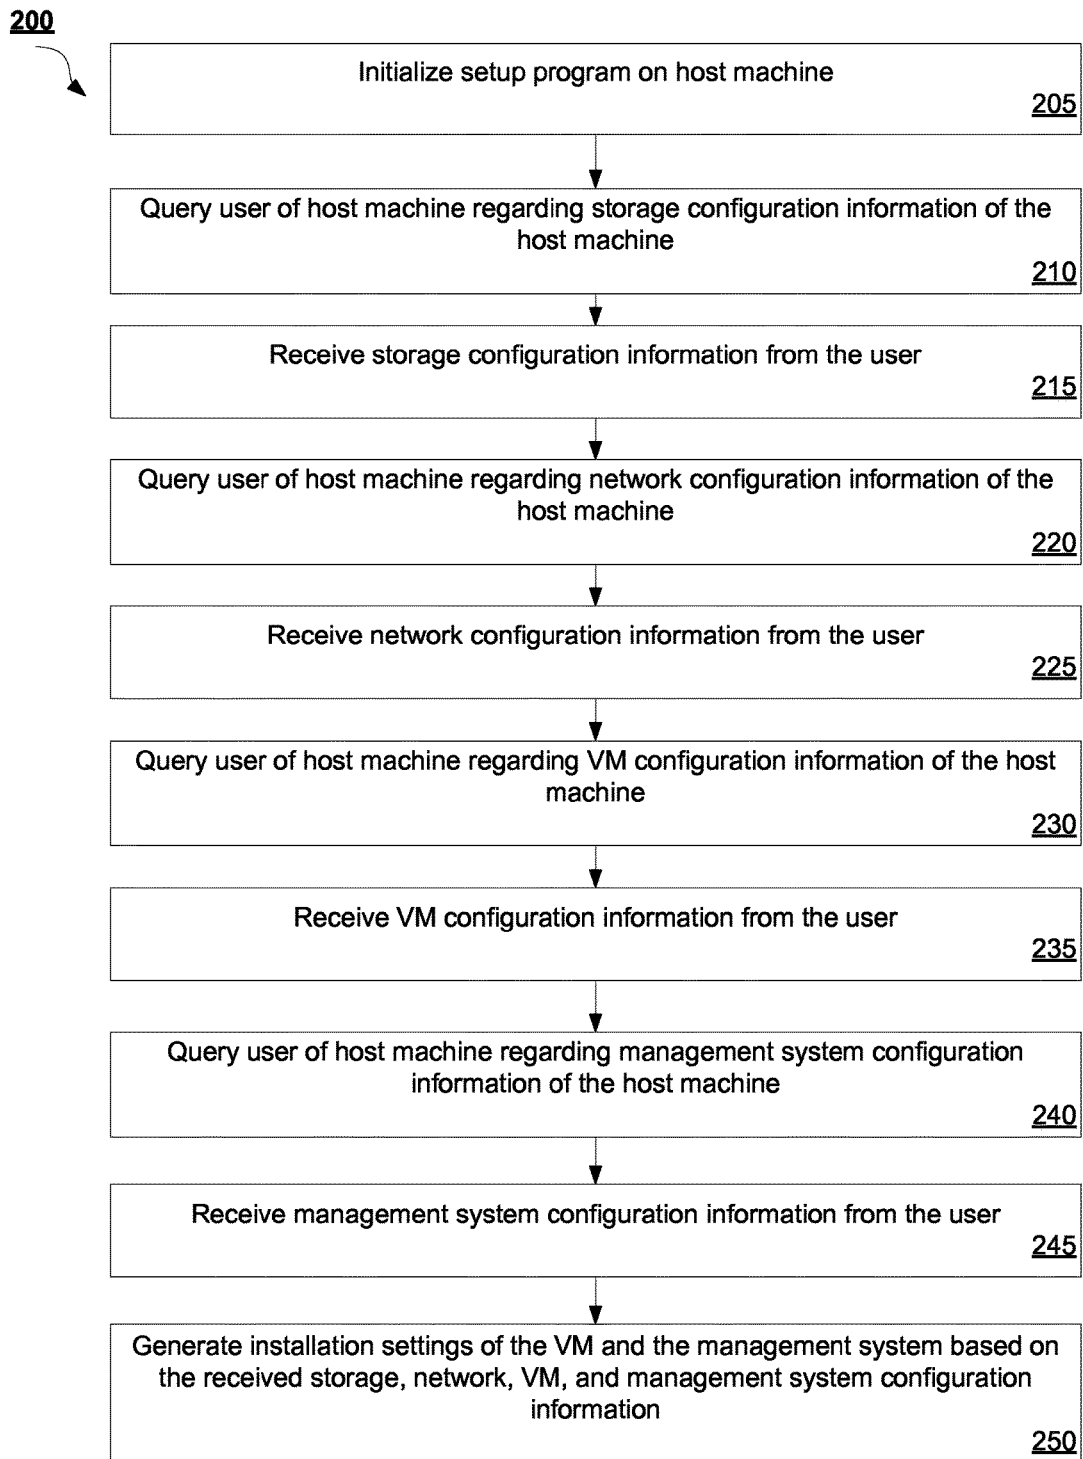 200
Initialize setup program on host machine
205
Query user of host machine regarding storage configuration information of the
host machine
210
Receive storage configuration information from the user
215
Query user of host machine regarding network configuration information of the
host machine
220
Receive network configuration information from the user
225
Query user of host machine regarding VM configuration information of the host
machine
230
Receive VM configuration information from the user
235
Query user of host machine regarding management system configuration
information of the host machine
240
Receive management system configuration information from the user
245
Generate installation settings of the VM and the management system based on
the received storage, network, VM, and management system configuration
information
250